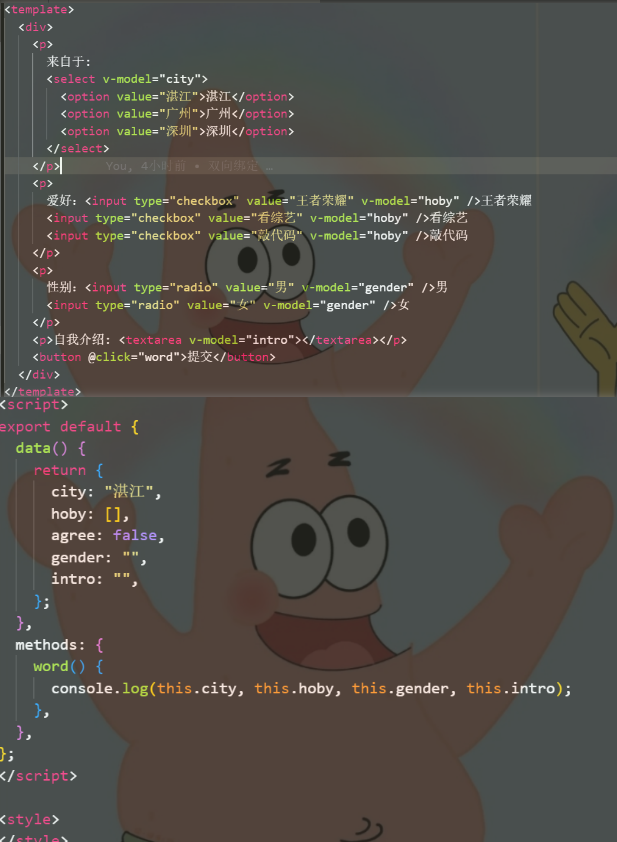 <template>
<div>
<p>
来自于:
<select v-model="city">
<option value="湛江">湛江</option>
<option value="广州">广州</option>
<option value="深圳">深圳</option>
</select>
</p> You, 4小时前 • 双向绑定 …
<p>
爱好: <input type="checkbox" value="王者荣耀" v-model="hoby" />王者荣耀
<input type="checkbox" value="看综艺" v-model="hoby" />看综艺
<input type="checkbox" value="敲代码" v-model="hoby" />敲代码
</p>
<p>
性别: <input type="radio" value="男" v-model="gender" />男
<input type="radio" value="女" v-model="gender" />女
</p>
<p>自我介绍: <textarea v-model="intro"></textarea></p>
<button @click="word">提交</button>
</div>
</template>
<script>
export default {
data() {
return {
city: "湛江",
hoby: [],
agree: false,
gender: "",
intro: "",
};
},
methods: {
word() {
console.log(this.city, this.hoby, this.gender, this.intro);
},
},
};
</script>
<style>
</style>